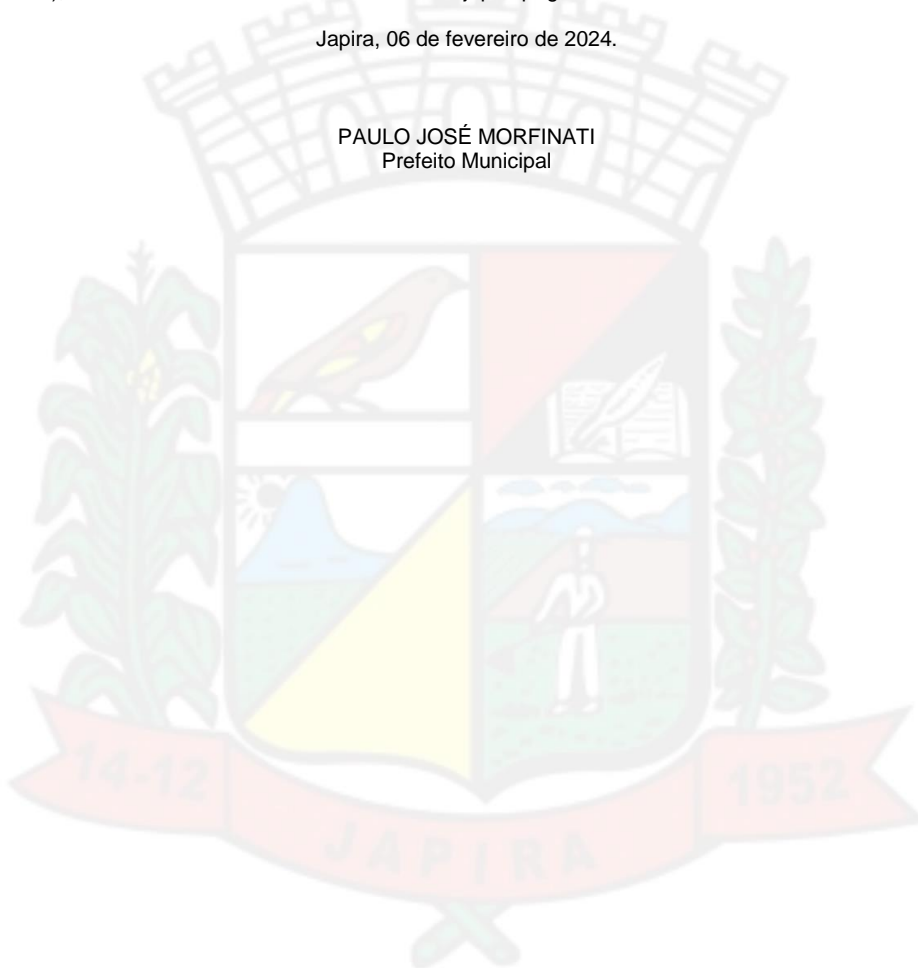 Japira, 06 de fevereiro de 2024.
PAULO JOSÉ MORFINATI
Prefeito Municipal
14-12
1952
JAPIRA